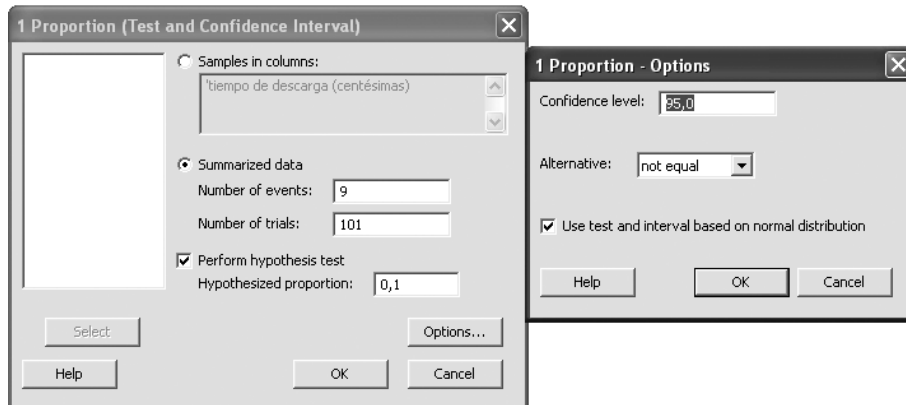 1 Proportion (Test and Confidence Interval)
Samples in columns:
'tiempo de descarga (centésimas)
Summarized data
Number of events: 9
Number of trials: 101
Perform hypothesis test
Hypothesized proportion: 0,1
Select
Options...
Help
OK
Cancel
1 Proportion - Options
Confidence level: 95,0
Alternative: not equal
Use test and interval based on normal distribution
Help
OK
Cancel